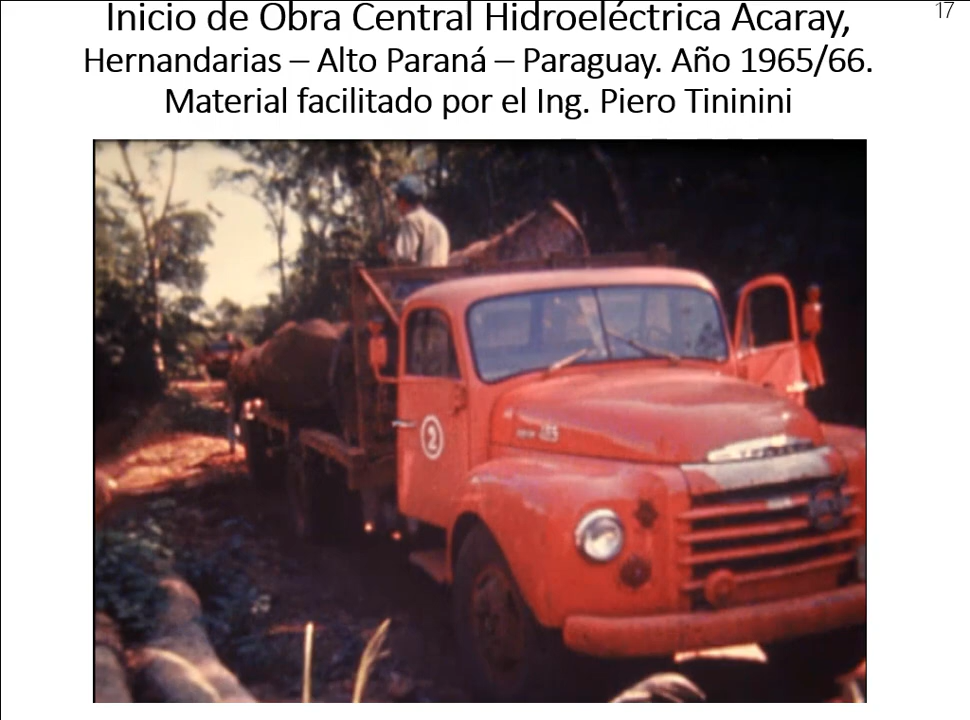 17
Inicio de Obra Central Hidroeléctrica Acaray,
Hernandarias – Alto Paraná – Paraguay. Año 1965/66.
Material facilitado por el Ing. Piero Tininini
2